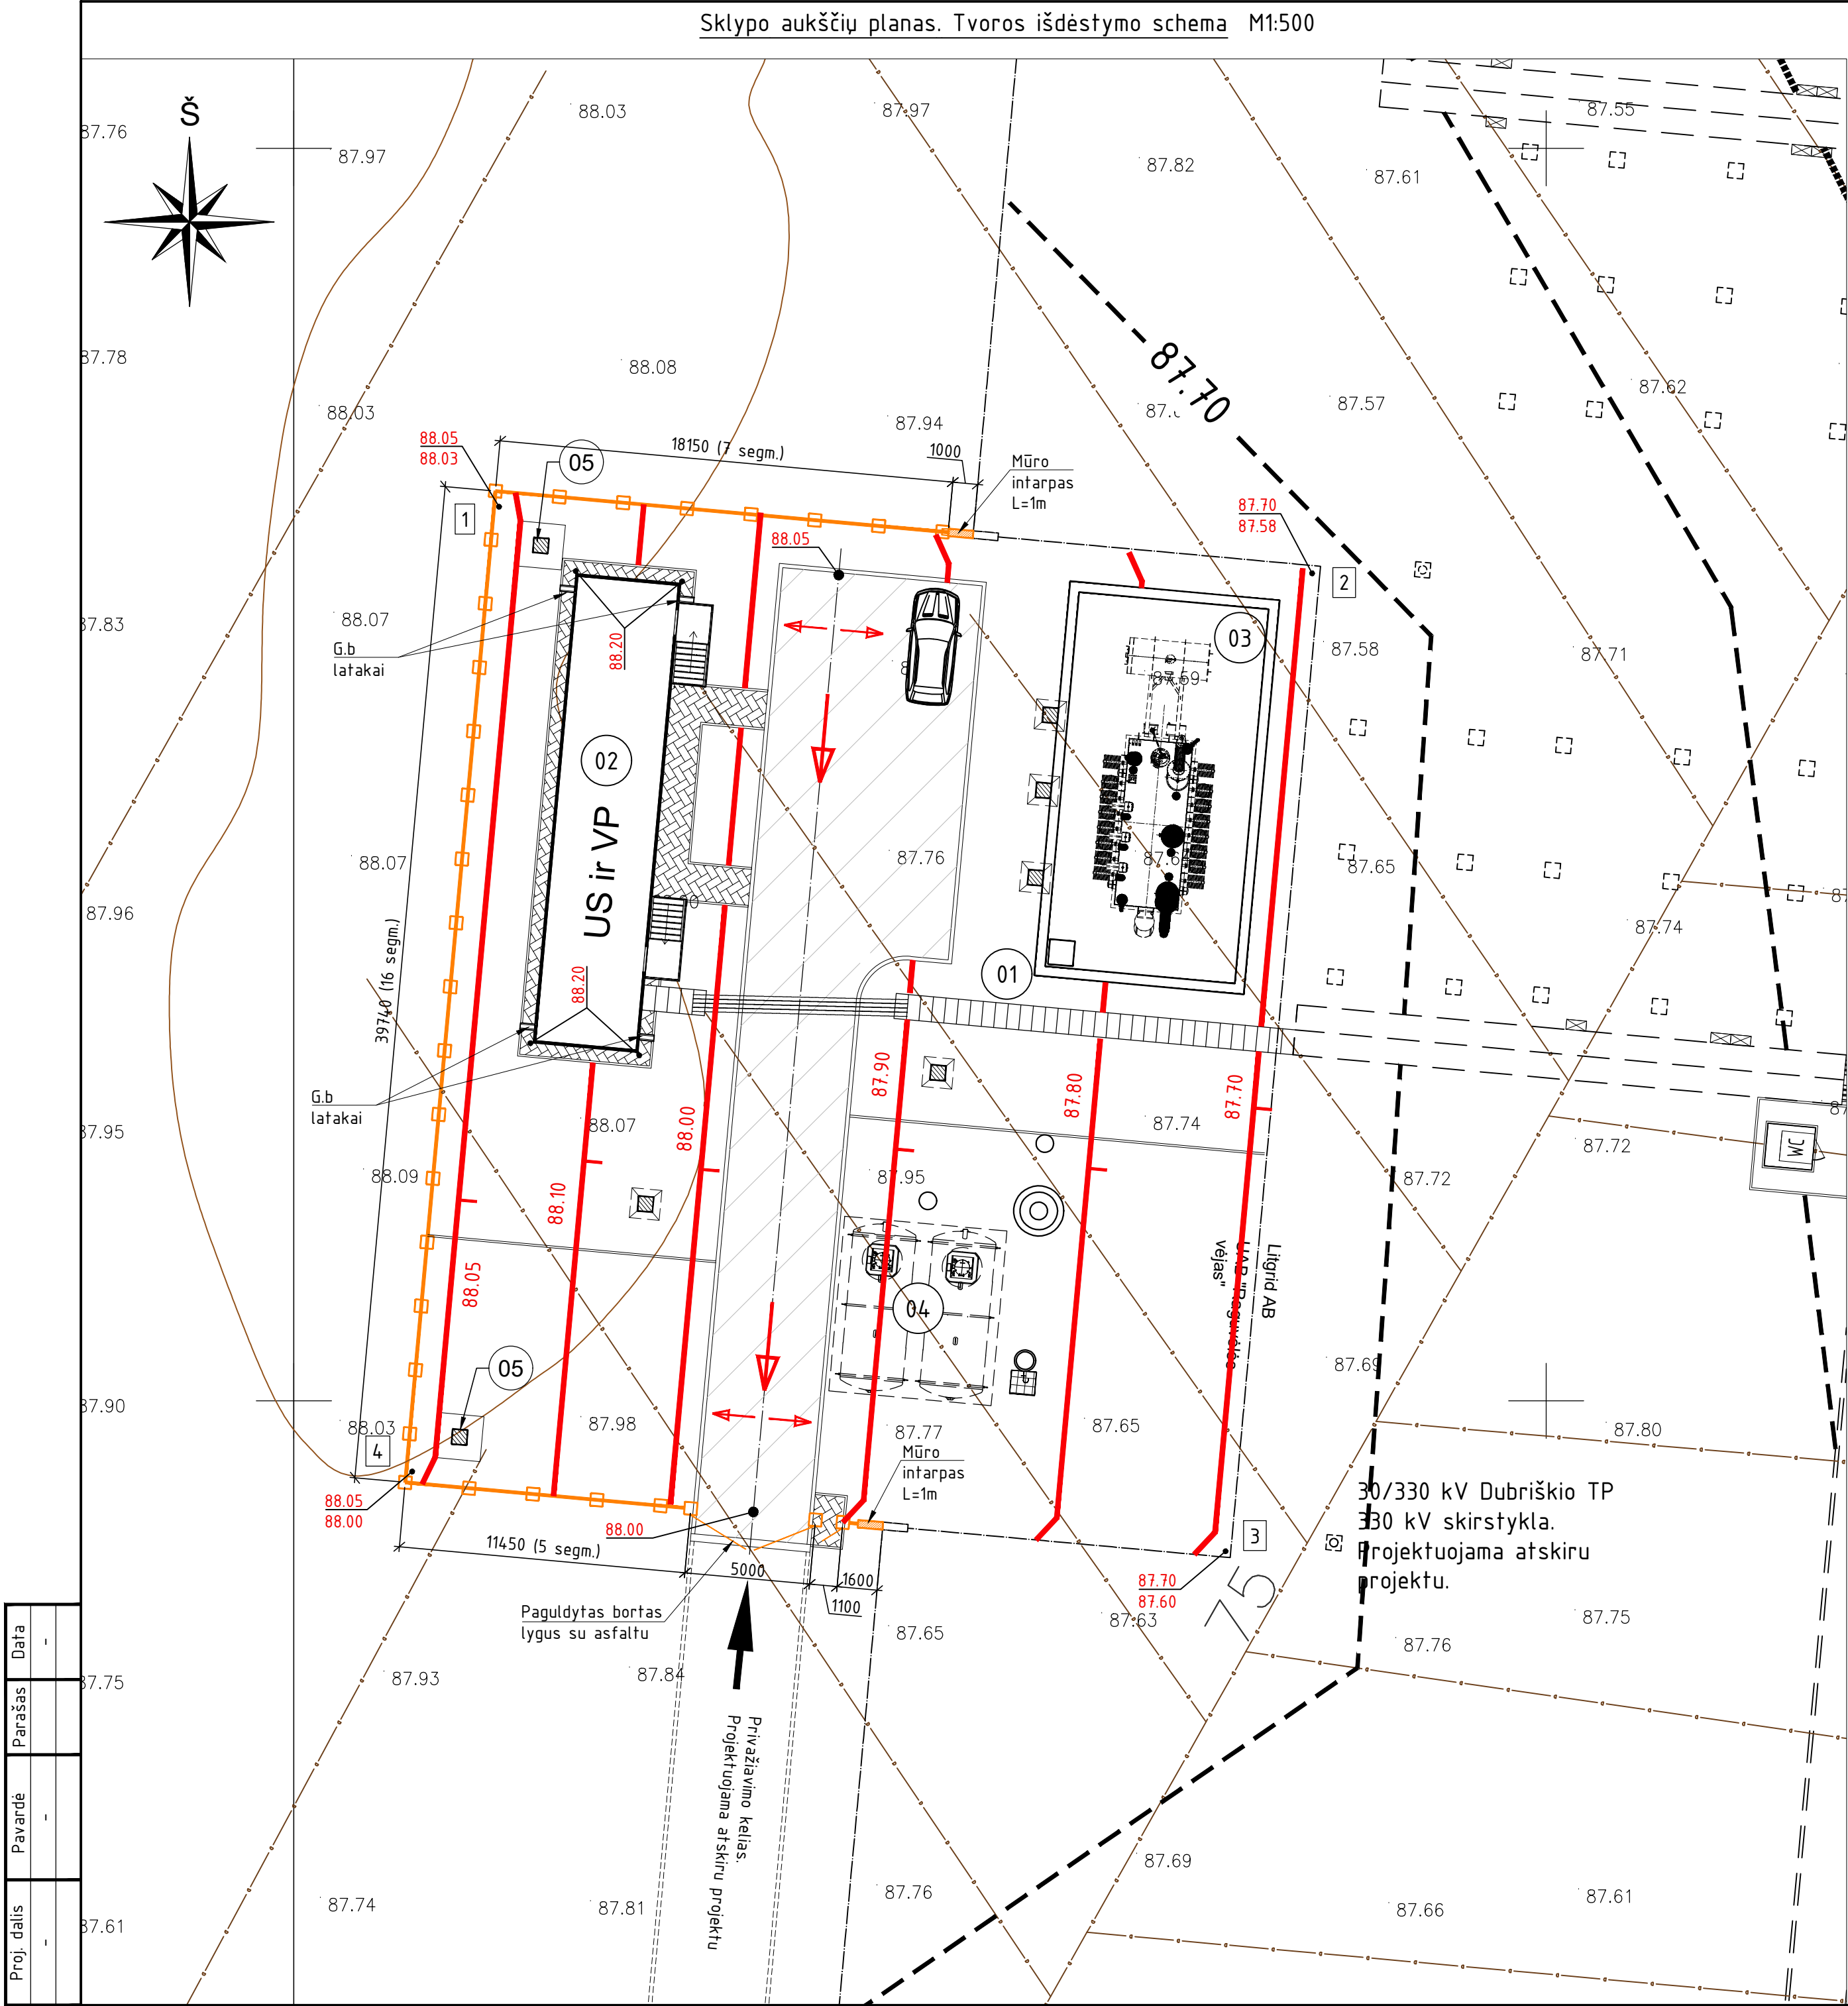 Sklypo aukščių planas. Tvoros išdėstymo schema M1:500
Š
87.76
88.03
87.97
87.55
87.97
87.82
87.61
87.78
88.08
87.70
87.62
88.03
87.94
87.57
88.05
88.03
18150 (7 segm.)
1000
05
Mūro
intarpas
L=1m
87.70
87.58
1
88.05
2
87.83
88.07
G.b
latakai
88.20
03
87.58
87.71
02
US ir VP
88.07
87.76
87.65
87.96
87.74
39740 (16 segm.)
88.20
01
G.b
latakai
87.95
88.07
88.00
87.90
87.80
87.70
87.74
87.72
WC
88.09
88.10
87.95
87.72
88.05
04
Litgrid AB
UAB "Raguvėlės
vėjas"
05
87.69
87.90
88.03
87.98
87.77
87.65
87.80
4
Mūro
intarpas
L=1m
88.05
88.00
88.00
3
30/330 kV Dubriškio TP
330 kV skirstykla.
Projektuojama atskiru
projektu.
11450 (5 segm.)
5000
1600
1100
87.70
87.60
75
Paguldytas bortas
lygus su asfaltu
87.65
87.63
87.75
87.76
87.75
87.93
87.84
Privažiavimo kelias.
Projektuojama atskiru projektu
87.69
87.74
87.81
87.76
87.66
87.61
87.61
Data
-
Parašas
Pavardė
-
Proj. dalis
-